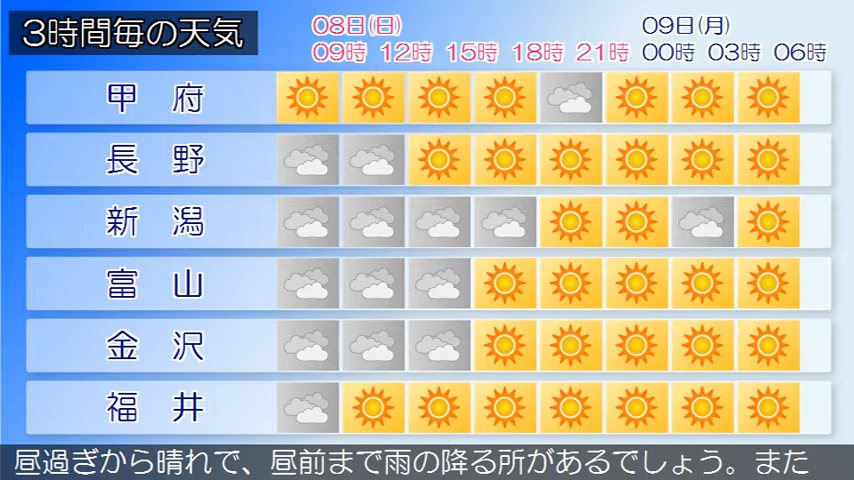 3時間毎の天気
08日(日) 09日(月)
09時 12時 15時 18時 21時 00時 03時 06時
甲府
長野
新潟
富山
金沢
福井
昼過ぎから晴れで、昼前まで雨の降る所があるでしょう。また